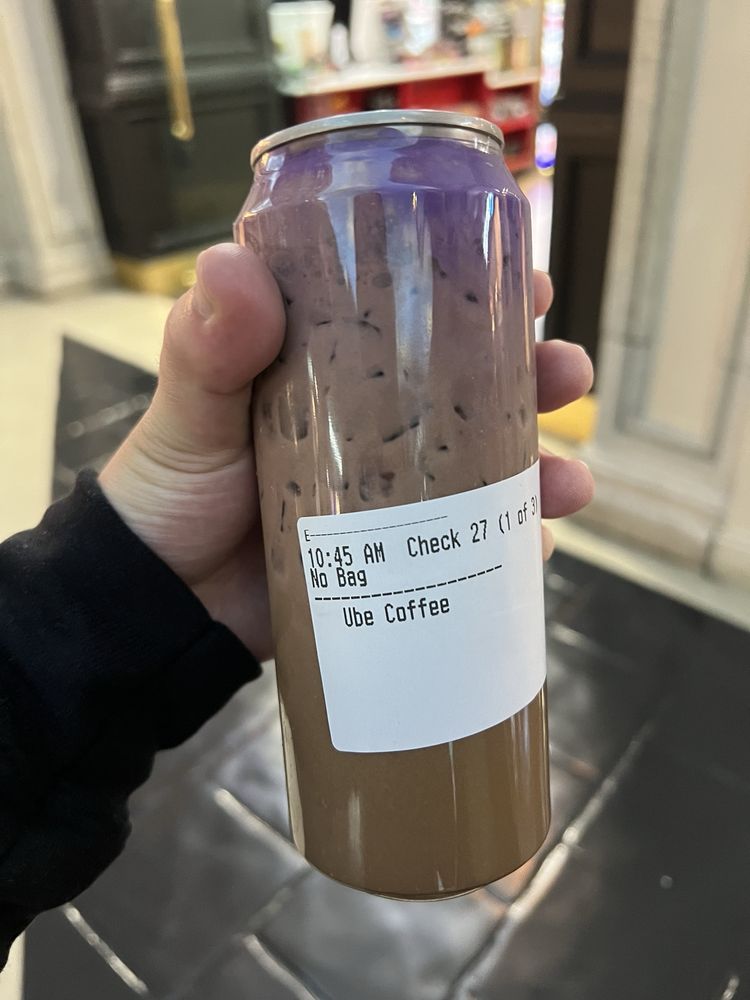 E
10:45 AM Check 27 (1 of 3)
No Bag
Ube Coffee